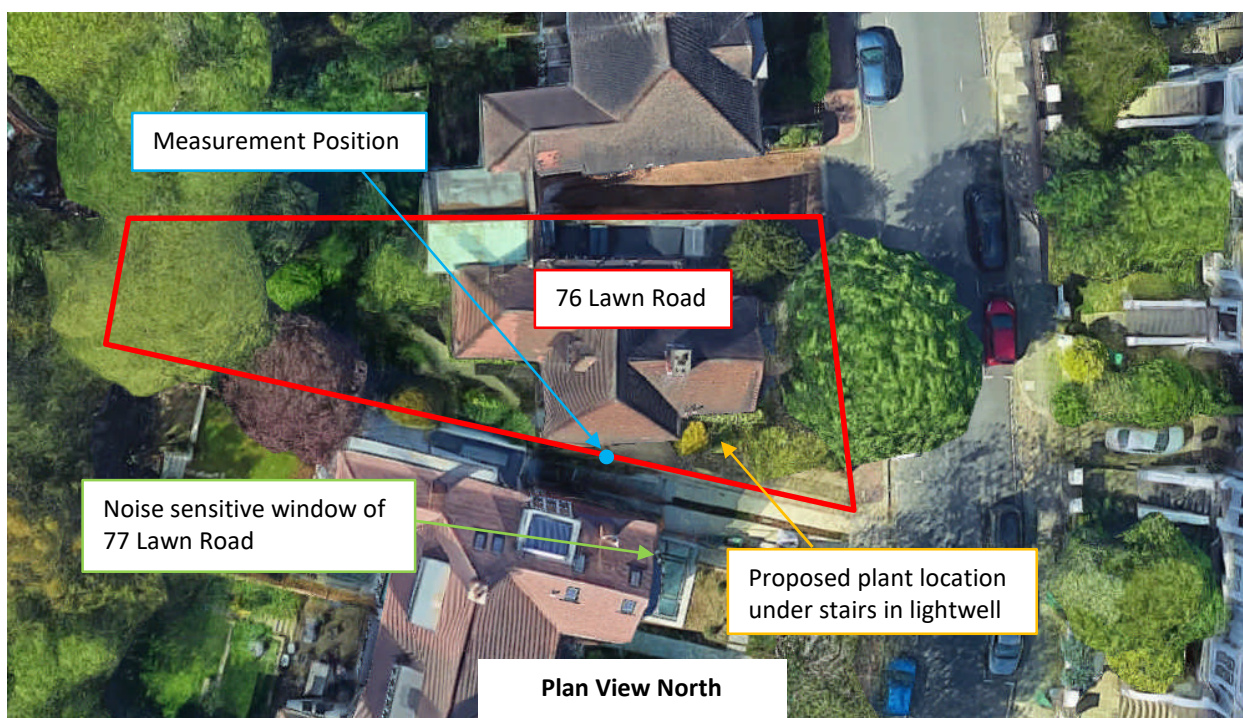 Measurement Position
76 Lawn Road
Noise sensitive window of
77 Lawn Road
Proposed plant location
under stairs in lightwell
Plan View North